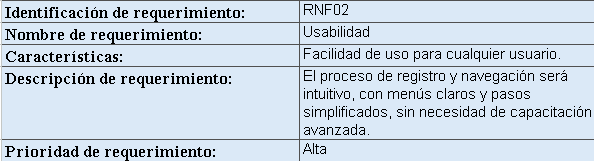 Identificación de requerimiento: RNF02
Nombre de requerimiento: Usabilidad
Características: Facilidad de uso para cualquier usuario.
Descripción de requerimiento: El proceso de registro y navegación será
intuitivo, con menús claros y pasos
simplificados, sin necesidad de capacitación
avanzada.
Prioridad de requerimiento: Alta